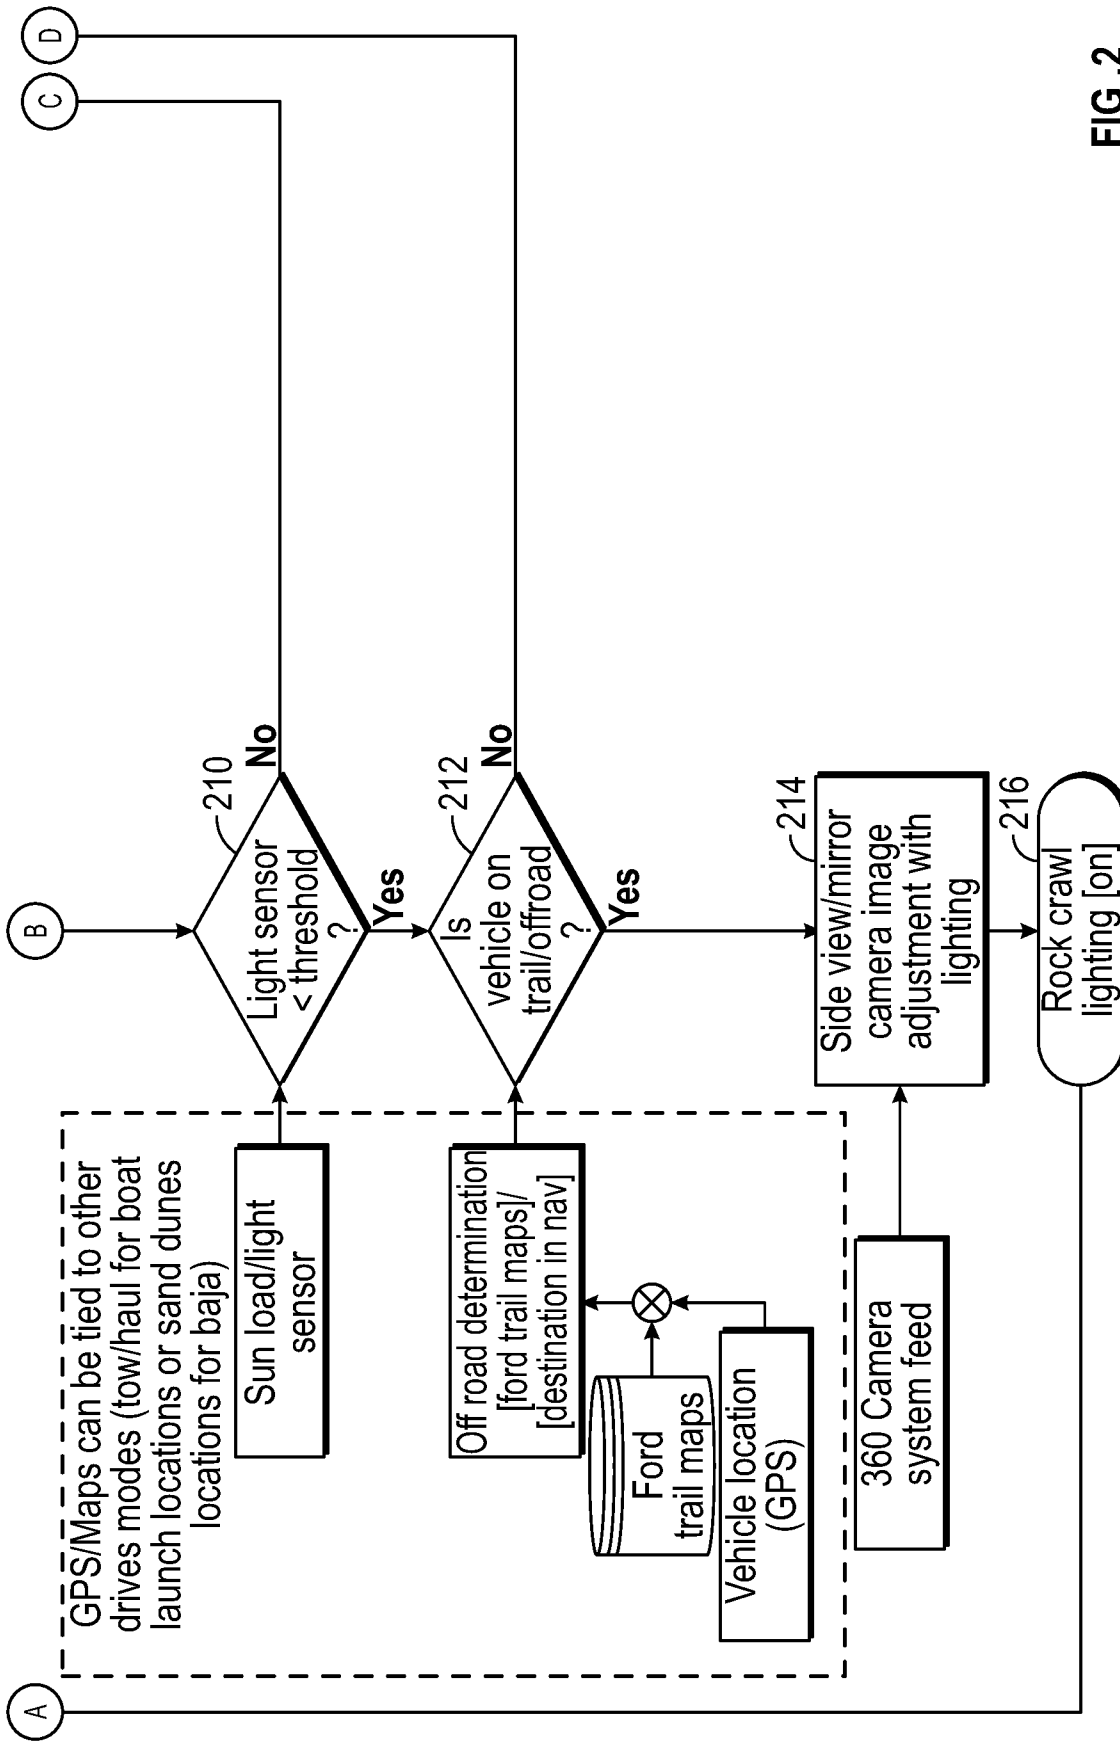 A
B
C
D
GPS/Maps can be tied to other
drives modes (tow/haul for boat
launch locations or sand dunes
locations for baja)
Sun load/light
sensor
Light sensor
< threshold
?
210
No
Yes
Off road determination
[ford trail maps]/
[destination in nav]
Is
vehicle on
trail/offroad
?
212
No
Yes
Ford
trail maps
Vehicle location
(GPS)
360 Camera
system feed
Side view/mirror
camera image
adjustment with
lighting
214
Rock crawl
lighting [on]
216
FIG .2